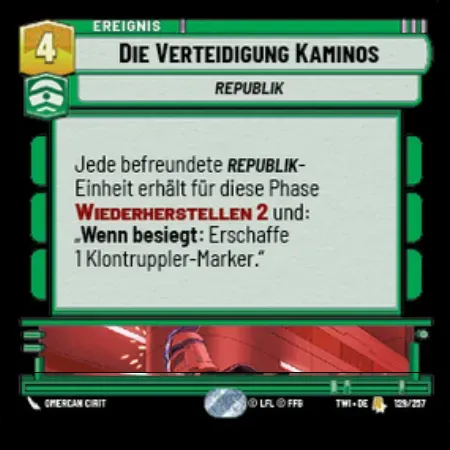 EREIGNIS
4
DIE VERTEIDIGUNG KAMINOS
REPUBLIK
Jede befreundete REPUBLIK-
Einheit erhält für diese Phase
WIEDERHERSTELLEN 2 und:
„Wenn besiegt: Erschaffe
1 Klontruppler-Marker.“
OMERCAN CIRIT
© LFL © FFG
TWI • DE
129/257